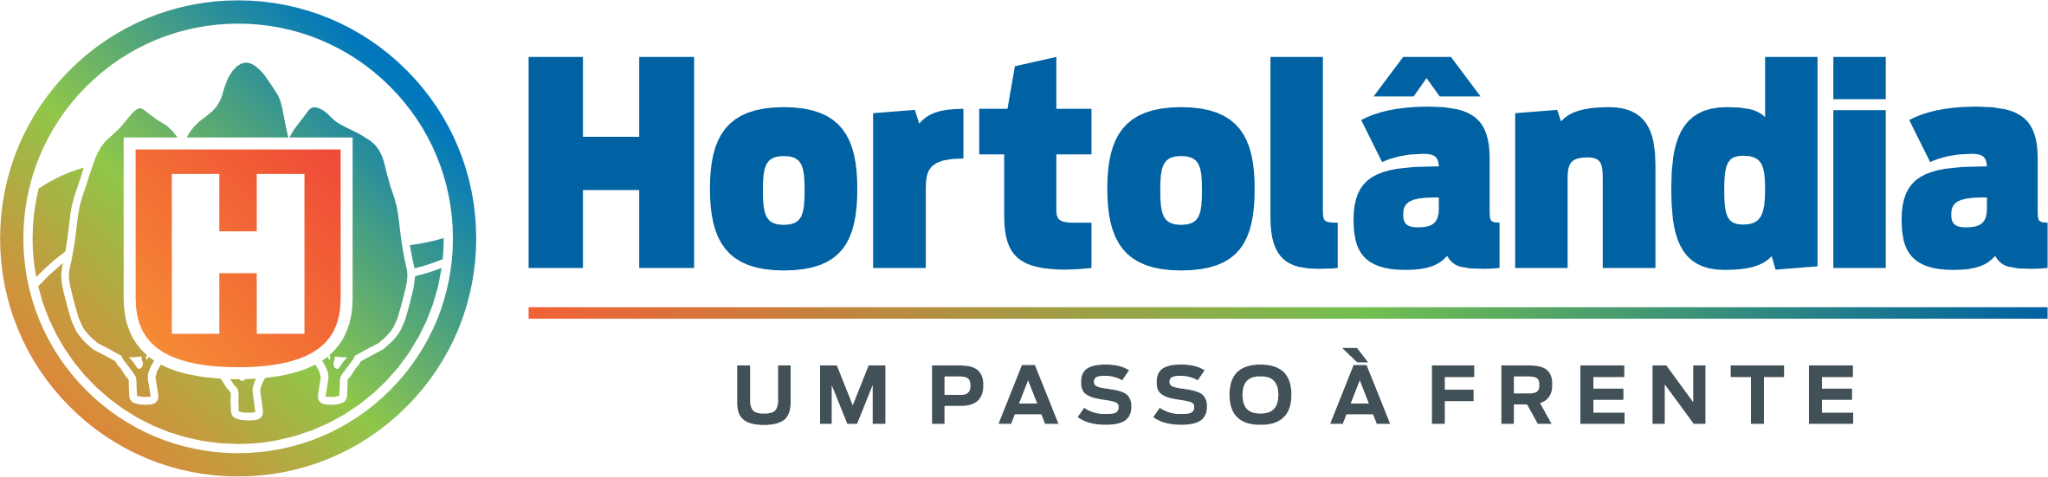 H
Hortolândia
UM PASSO À FRENTE